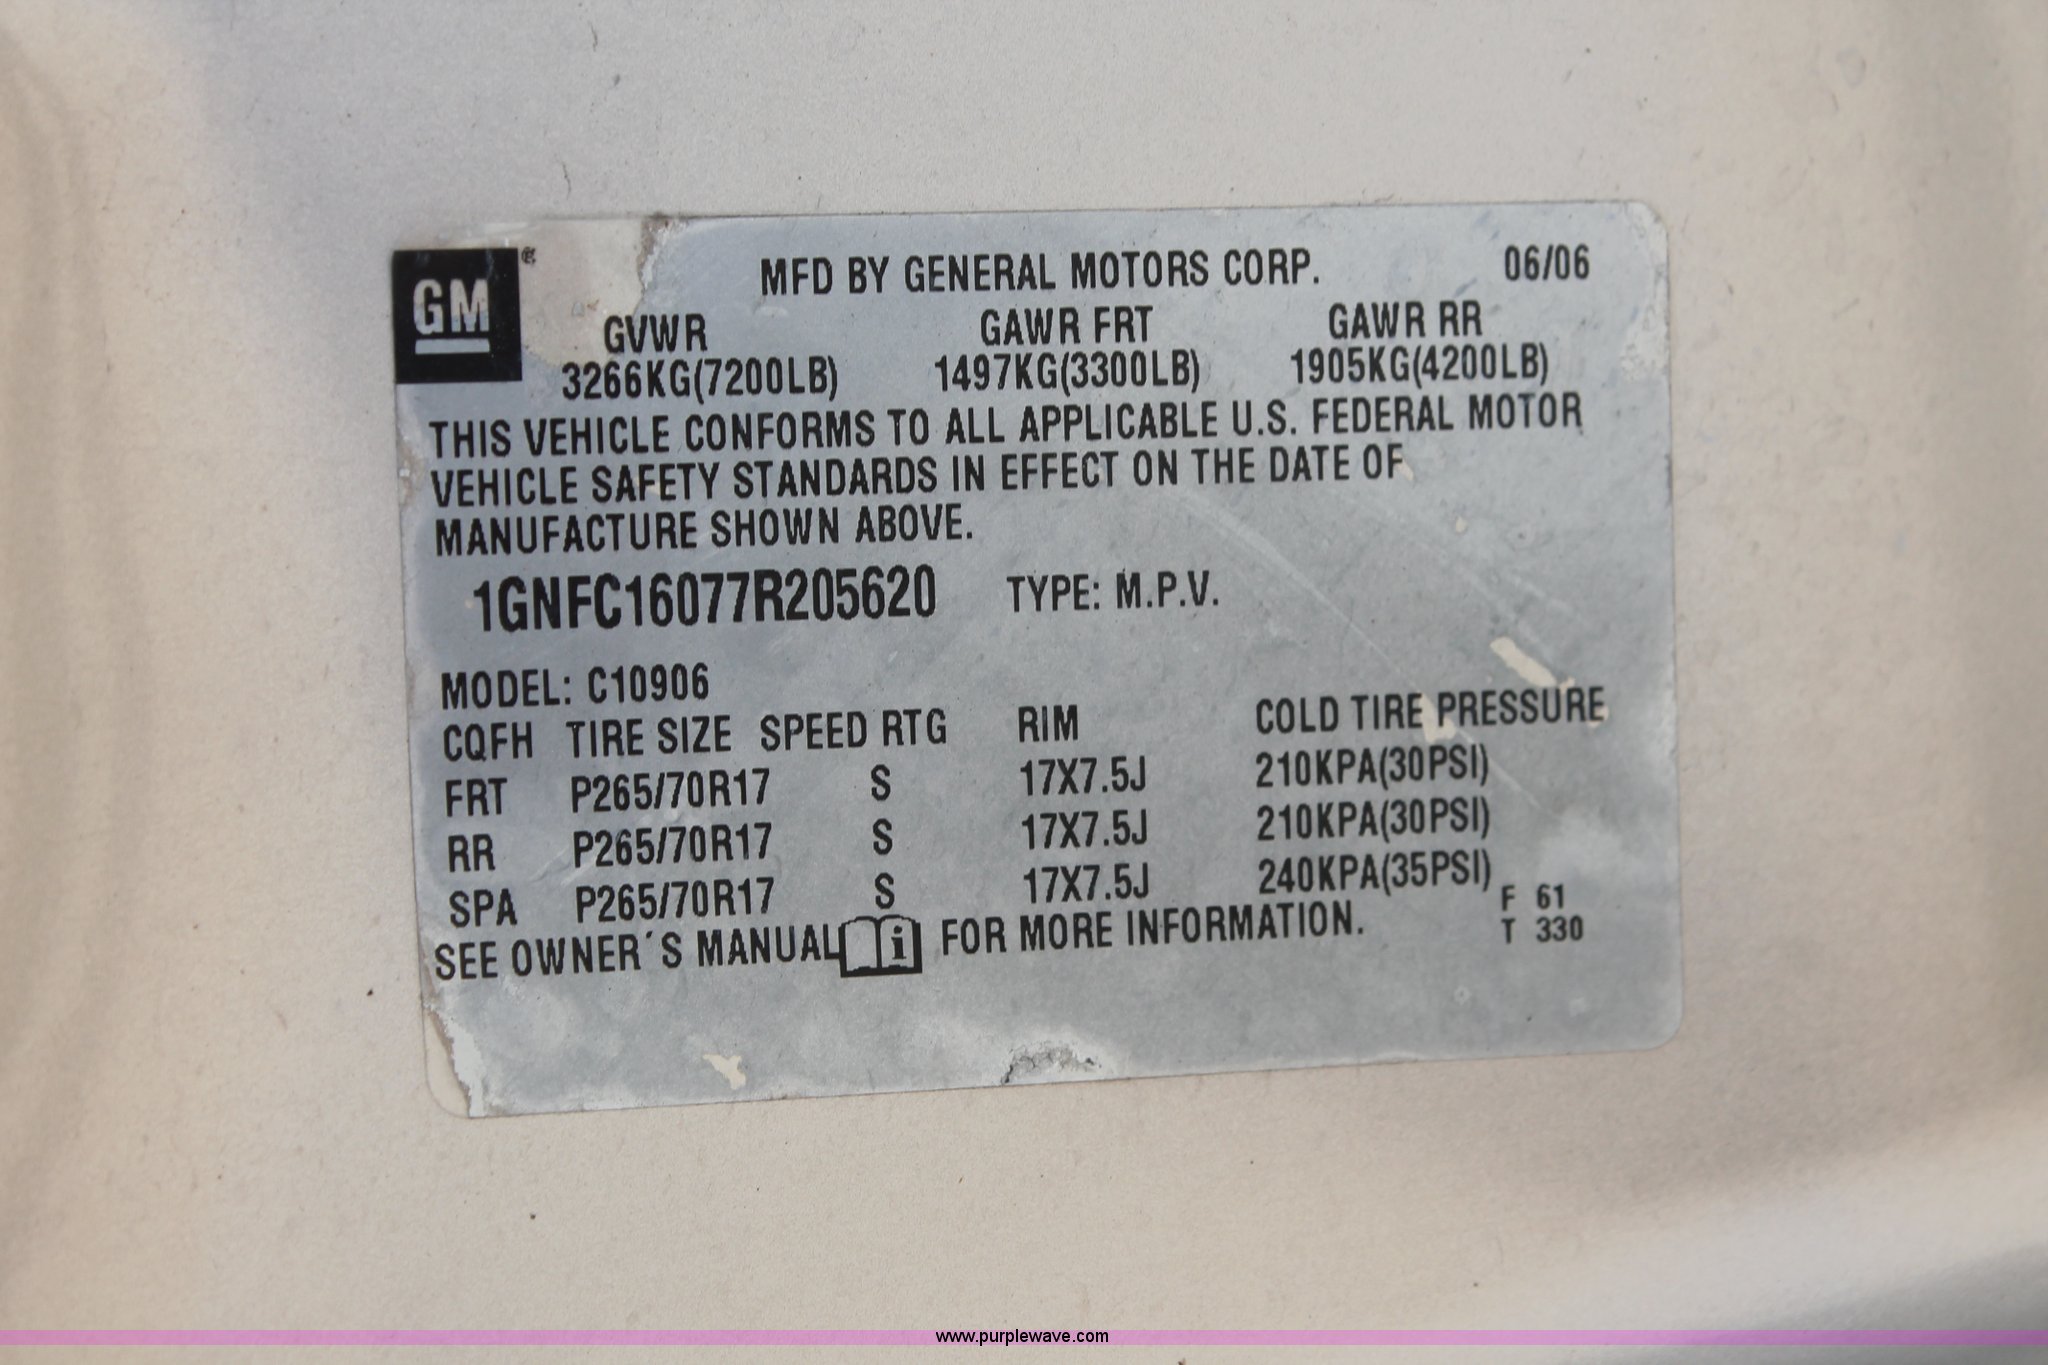 GM
MFD BY GENERAL MOTORS CORP. 06/06
GVWR GAWR FRT GAWR RR
3266KG(7200LB) 1497KG(3300LB) 1905KG(4200LB)
THIS VEHICLE CONFORMS TO ALL APPLICABLE U.S. FEDERAL MOTOR
VEHICLE SAFETY STANDARDS IN EFFECT ON THE DATE OF
MANUFACTURE SHOWN ABOVE.
1GNFC16077R205620 TYPE: M.P.V.
MODEL: C10906
CQFH TIRE SIZE SPEED RTG RIM COLD TIRE PRESSURE
FRT P265/70R17 S 17X7.5J 210KPA(30PSI)
RR P265/70R17 S 17X7.5J 210KPA(30PSI)
SPA P265/70R17 S 17X7.5J 240KPA(35PSI)
SEE OWNER´S MANUAL i FOR MORE INFORMATION.
F 61
T 330
www.purplewave.com